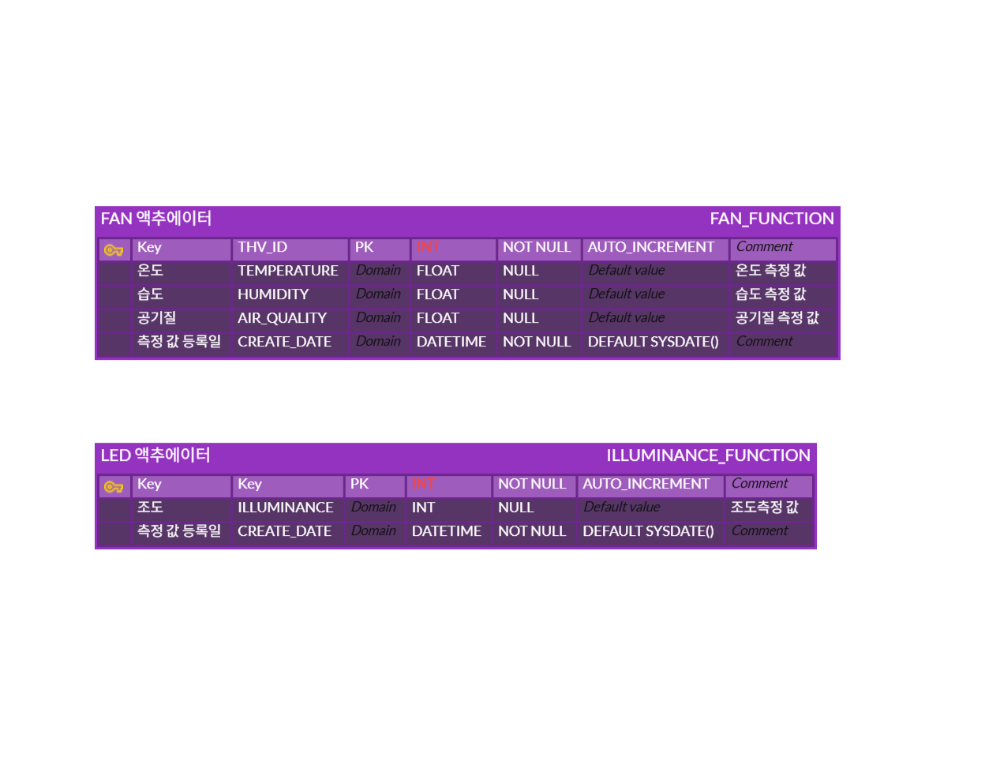 FAN 액추에이터 FAN_FUNCTION
Key THV_ID PK INT NOT NULL AUTO_INCREMENT Comment
온도 TEMPERATURE Domain FLOAT NULL Default value 온도 측정 값
습도 HUMIDITY Domain FLOAT NULL Default value 습도 측정 값
공기질 AIR_QUALITY Domain FLOAT NULL Default value 공기질 측정 값
측정 값 등록일 CREATE_DATE Domain DATETIME NOT NULL DEFAULT SYSDATE() Comment
LED 액추에이터 ILLUMINANCE_FUNCTION
Key Key PK INT NOT NULL AUTO_INCREMENT Comment
조도 ILLUMINANCE Domain INT NULL Default value 조도측정 값
측정 값 등록일 CREATE_DATE Domain DATETIME NOT NULL DEFAULT SYSDATE() Comment